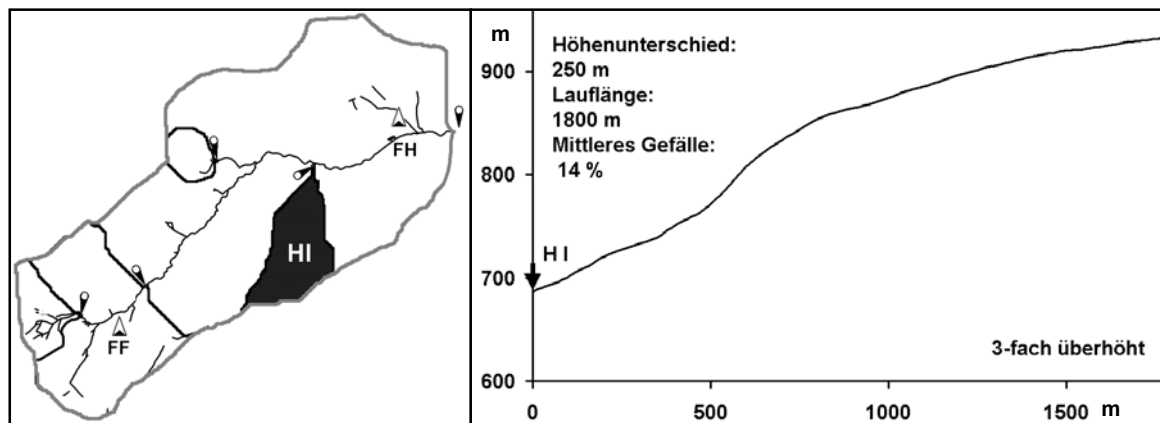 FH
HI
FF
m
Höhenunterschied:
250 m
Lauflänge:
1800 m
Mittleres Gefälle:
14 %
900
800
700
600
H I
3-fach überhöht
0
500
1000
1500
m